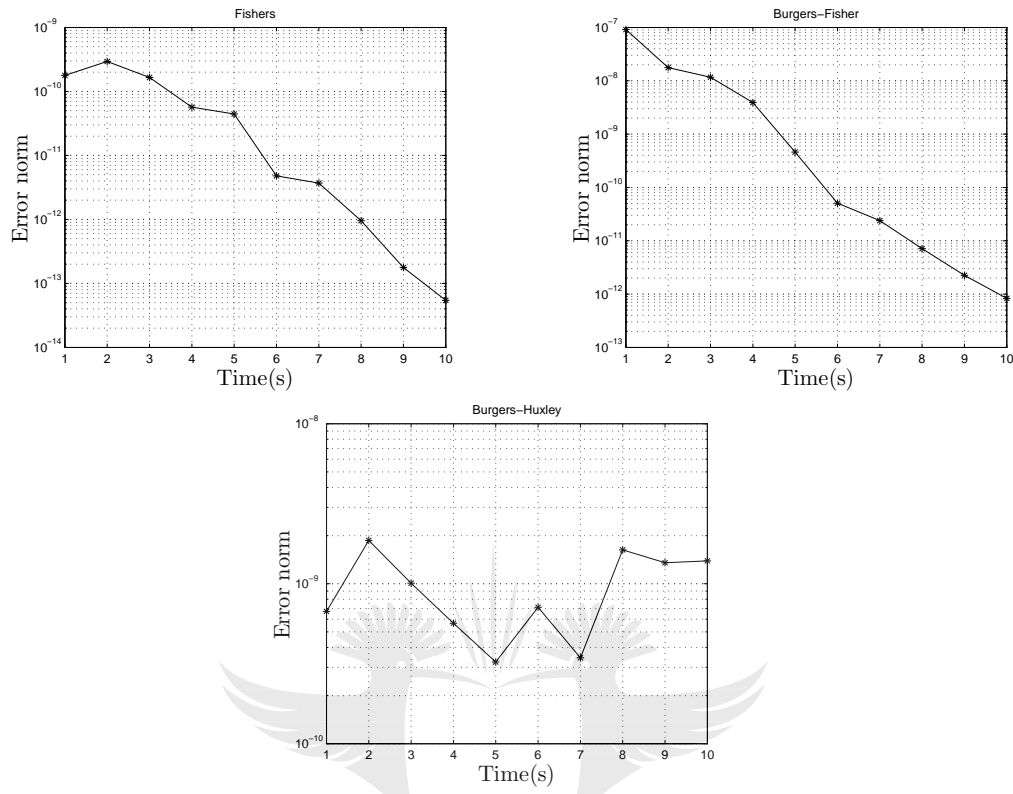 Fishers
10⁻⁹
10⁻¹⁰
10⁻¹¹
10⁻¹²
10⁻¹³
10⁻¹⁴
Error norm
1 2 3 4 5 6 7 8 9 10
Time(s)
Burgers−Fisher
10⁻⁷
10⁻⁸
10⁻⁹
10⁻¹⁰
10⁻¹¹
10⁻¹²
10⁻¹³
Error norm
1 2 3 4 5 6 7 8 9 10
Time(s)
Burgers−Huxley
10⁻⁸
10⁻⁹
10⁻¹⁰
Error norm
1 2 3 4 5 6 7 8 9 10
Time(s)